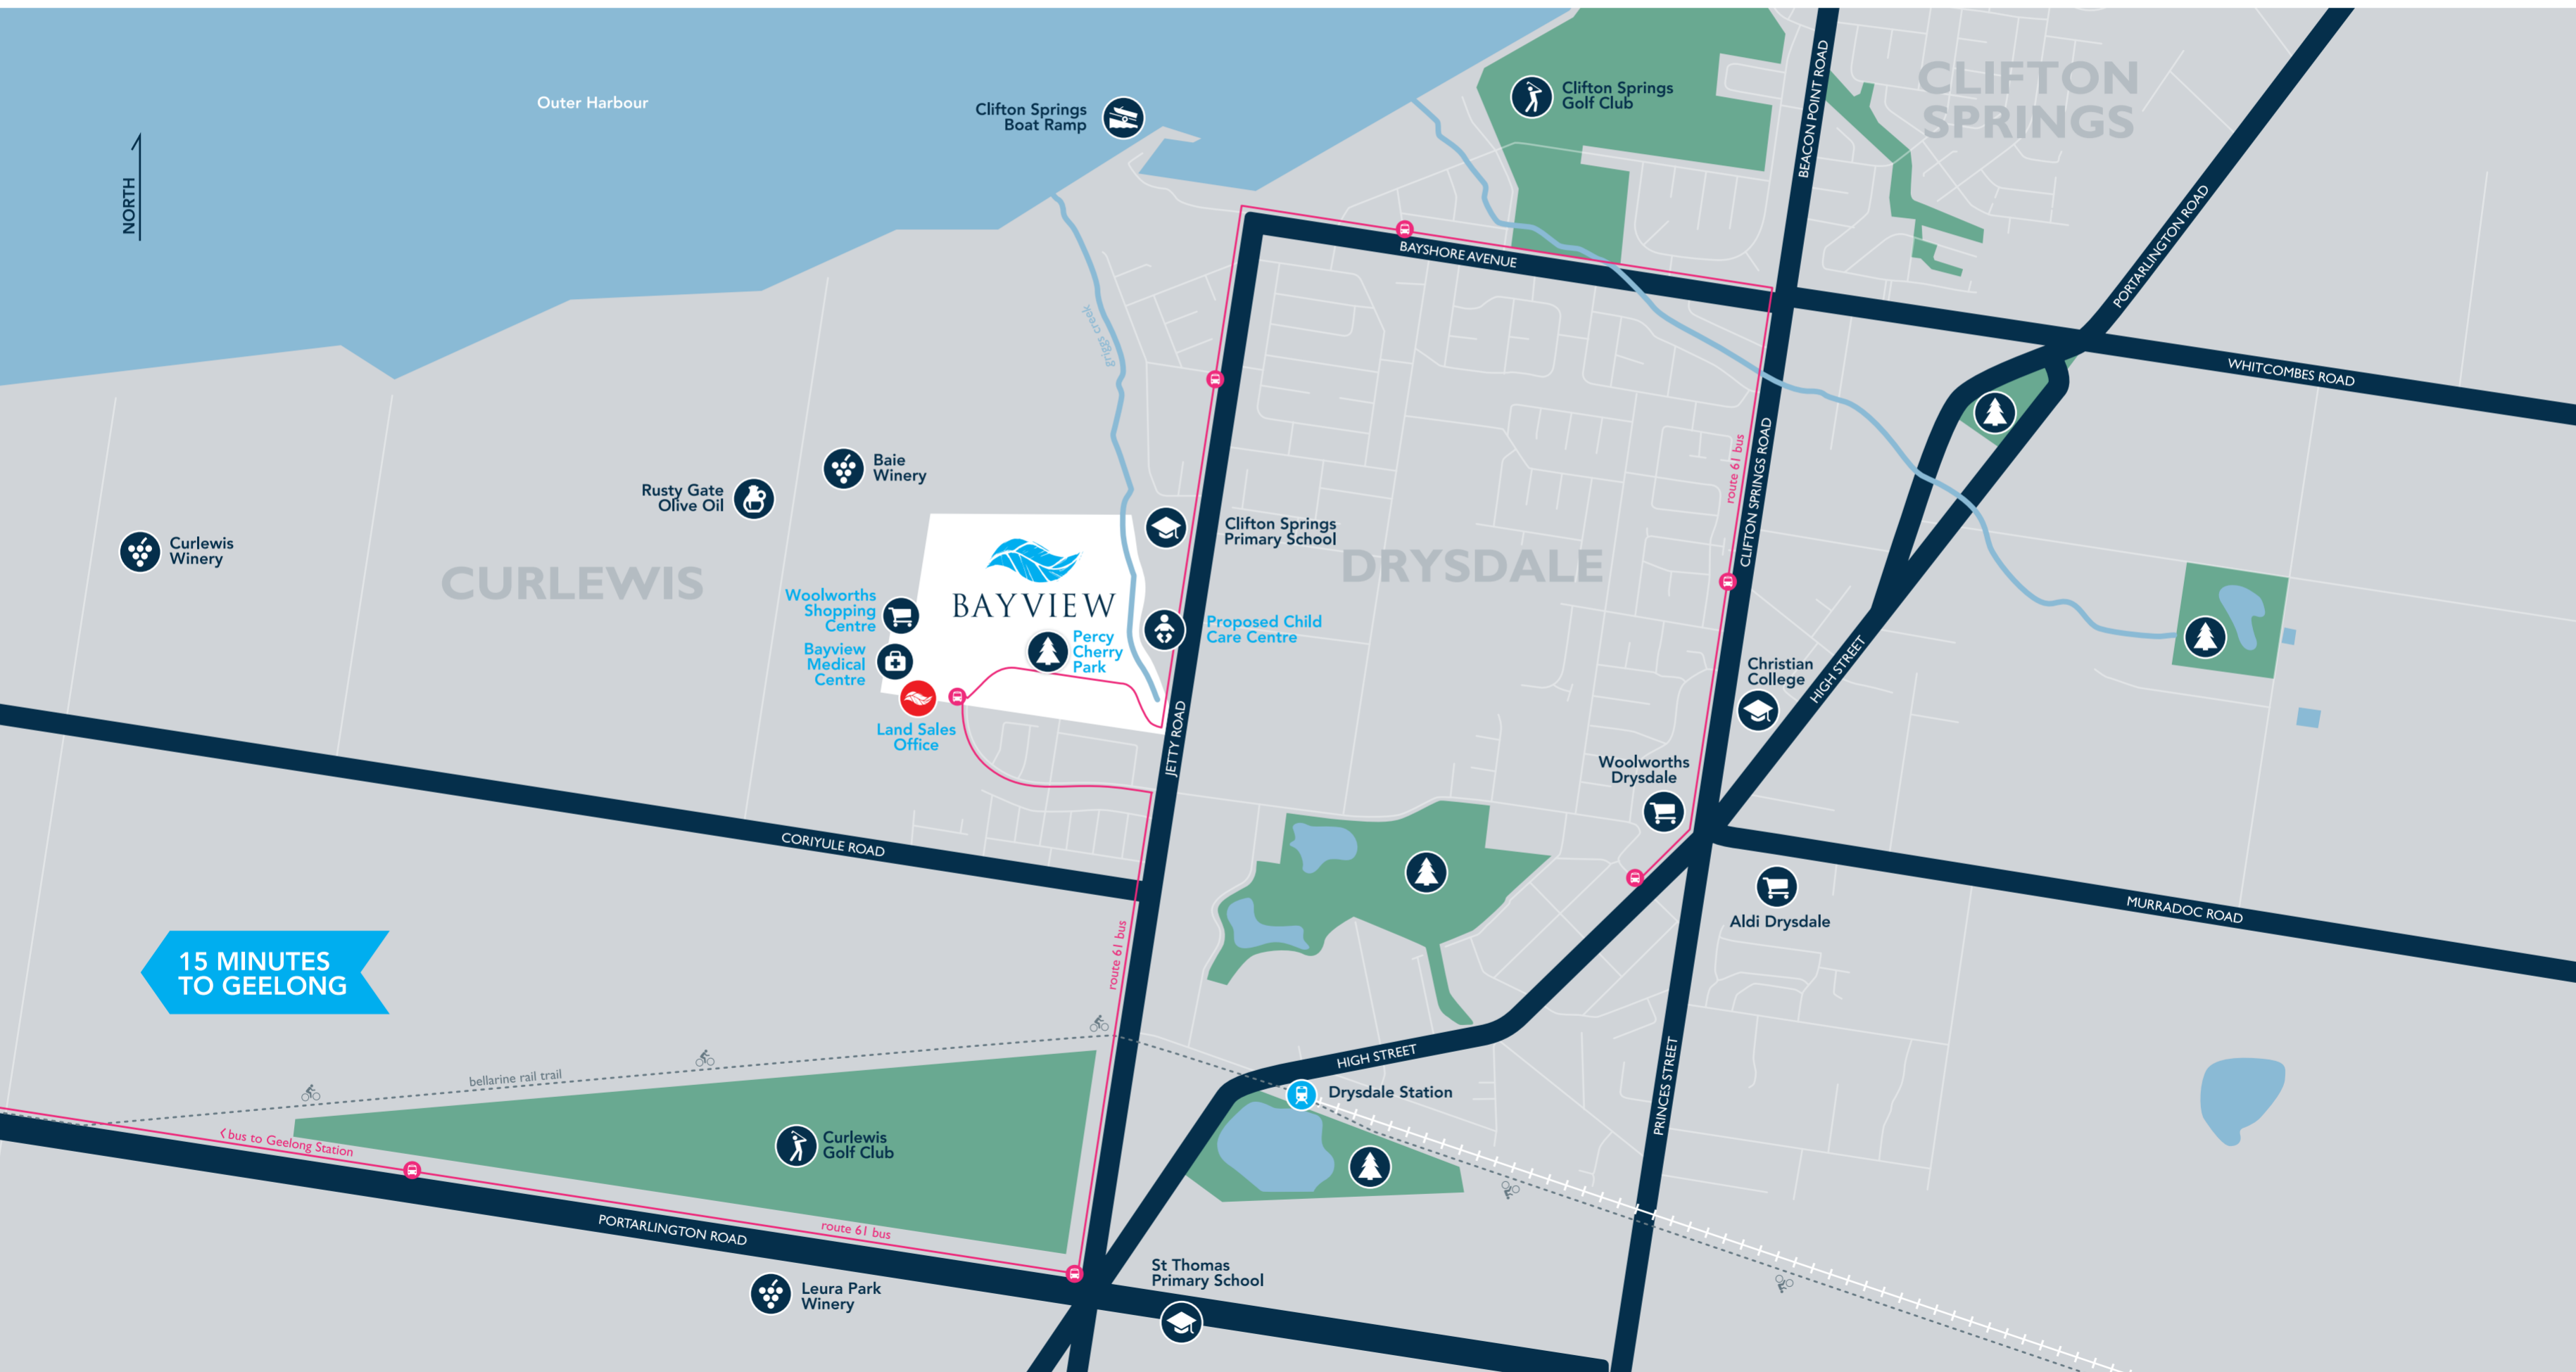 Outer Harbour
NORTH
Clifton Springs
Boat Ramp
Clifton Springs
Golf Club
BEACON POINT ROAD
CLIFTON
SPRINGS
PORTARLINGTON ROAD
BAYSHORE AVENUE
griggs creek
WHITCOMBES ROAD
Baie
Winery
Rusty Gate
Olive Oil
Curlewis
Winery
CURLEWIS
BAYVIEW
Woolworths
Shopping
Centre
Bayview
Medical
Centre
Percy
Cherry
Park
Land Sales
Office
Clifton Springs
Primary School
Proposed Child
Care Centre
DRYSDALE
route 61 bus
CLIFTON SPRINGS ROAD
Christian
College
HIGH STREET
JETTY ROAD
Woolworths
Drysdale
CORIYULE ROAD
Aldi Drysdale
MURRADOC ROAD
15 MINUTES
TO GEELONG
route 61 bus
bellarine rail trail
HIGH STREET
Drysdale Station
PRINCES STREET
< bus to Geelong Station
Curlewis
Golf Club
route 61 bus
PORTARLINGTON ROAD
Leura Park
Winery
St Thomas
Primary School